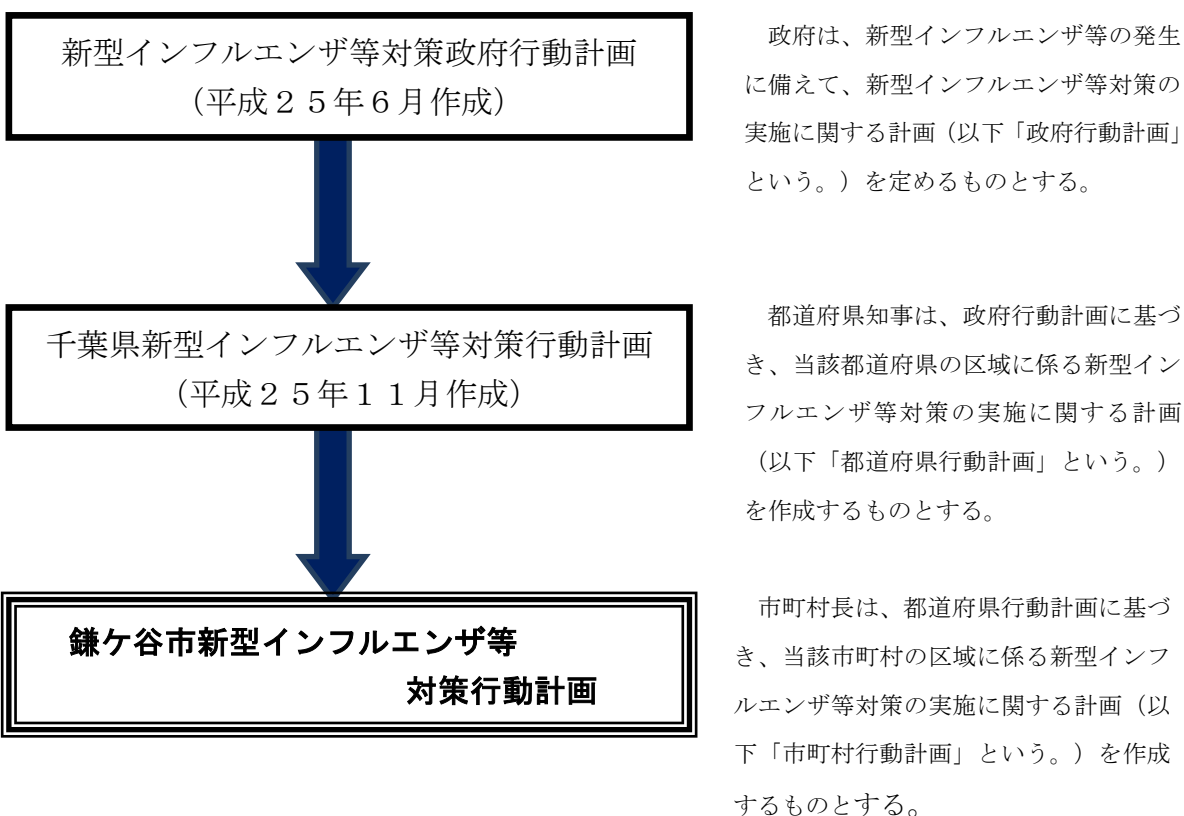 新型インフルエンザ等対策政府行動計画
（平成２５年６月作成）
政府は、新型インフルエンザ等の発生
に備えて、新型インフルエンザ等対策の
実施に関する計画（以下「政府行動計画」
という。）を定めるものとする。
千葉県新型インフルエンザ等対策行動計画
（平成２５年１１月作成）
都道府県知事は、政府行動計画に基づ
き、当該都道府県の区域に係る新型イン
フルエンザ等対策の実施に関する計画
（以下「都道府県行動計画」という。）
を作成するものとする。
鎌ケ谷市新型インフルエンザ等
対策行動計画
市町村長は、都道府県行動計画に基づ
き、当該市町村の区域に係る新型インフ
ルエンザ等対策の実施に関する計画（以
下「市町村行動計画」という。）を作成
するものとする。